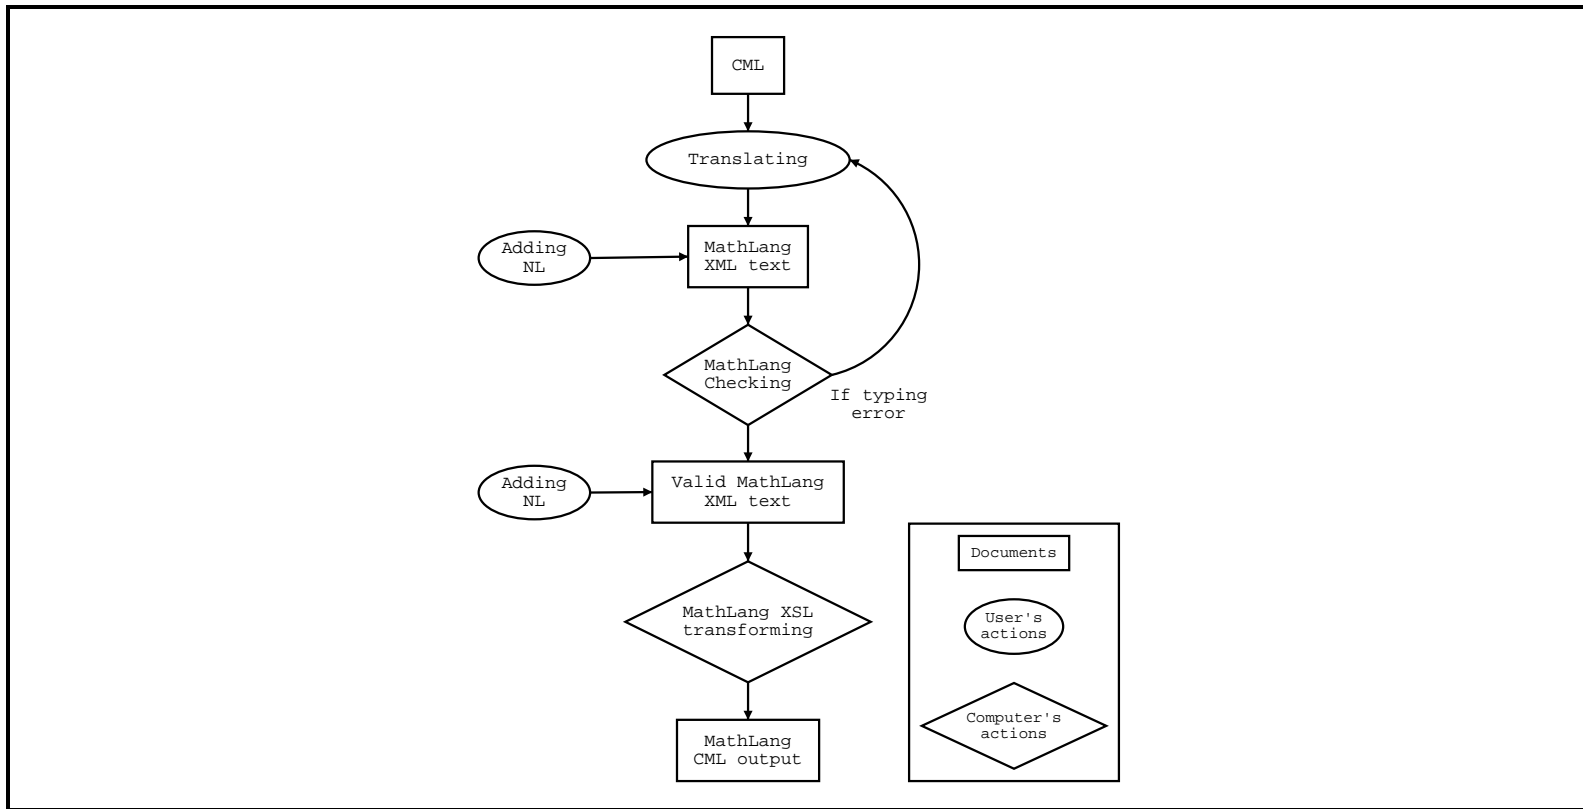 CML
Translating
Adding
NL
MathLang
XML text
MathLang
Checking
If typing
error
Adding
NL
Valid MathLang
XML text
MathLang XSL
transforming
MathLang
CML output
Documents
User's
actions
Computer's
actions